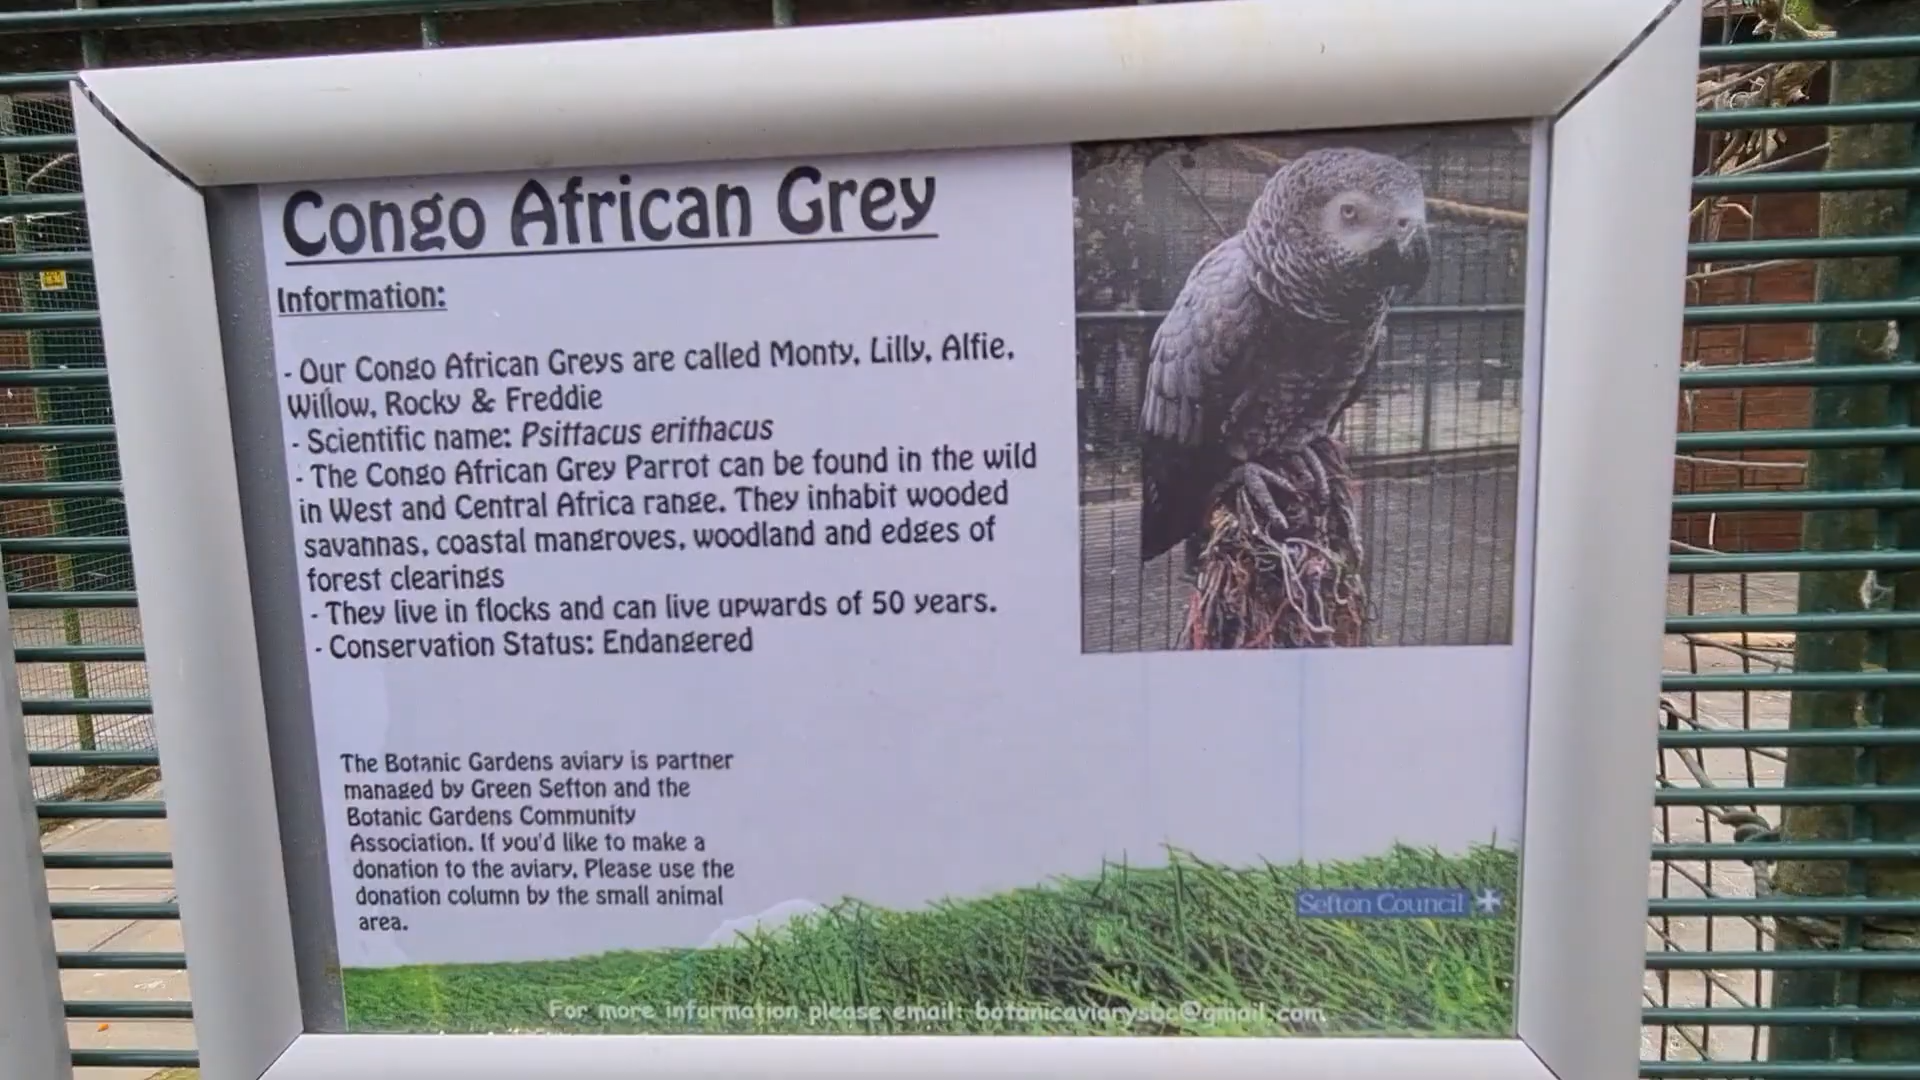 Congo African Grey
Information:
- Our Congo African Greys are called Monty, Lilly, Alfie,
Willow, Rocky & Freddie
- Scientific name: Psittacus erithacus
- The Congo African Grey Parrot can be found in the wild
in West and Central Africa range. They inhabit wooded
savannas, coastal mangroves, woodland and edges of
forest clearings
- They live in flocks and can live upwards of 50 years.
- Conservation Status: Endangered
The Botanic Gardens aviary is partner
managed by Green Sefton and the
Botanic Gardens Community
Association. If you'd like to make a
donation to the aviary, Please use the
donation column by the small animal
area.
Sefton Council
For more information please email: botanicaviarysbc@gmail.com